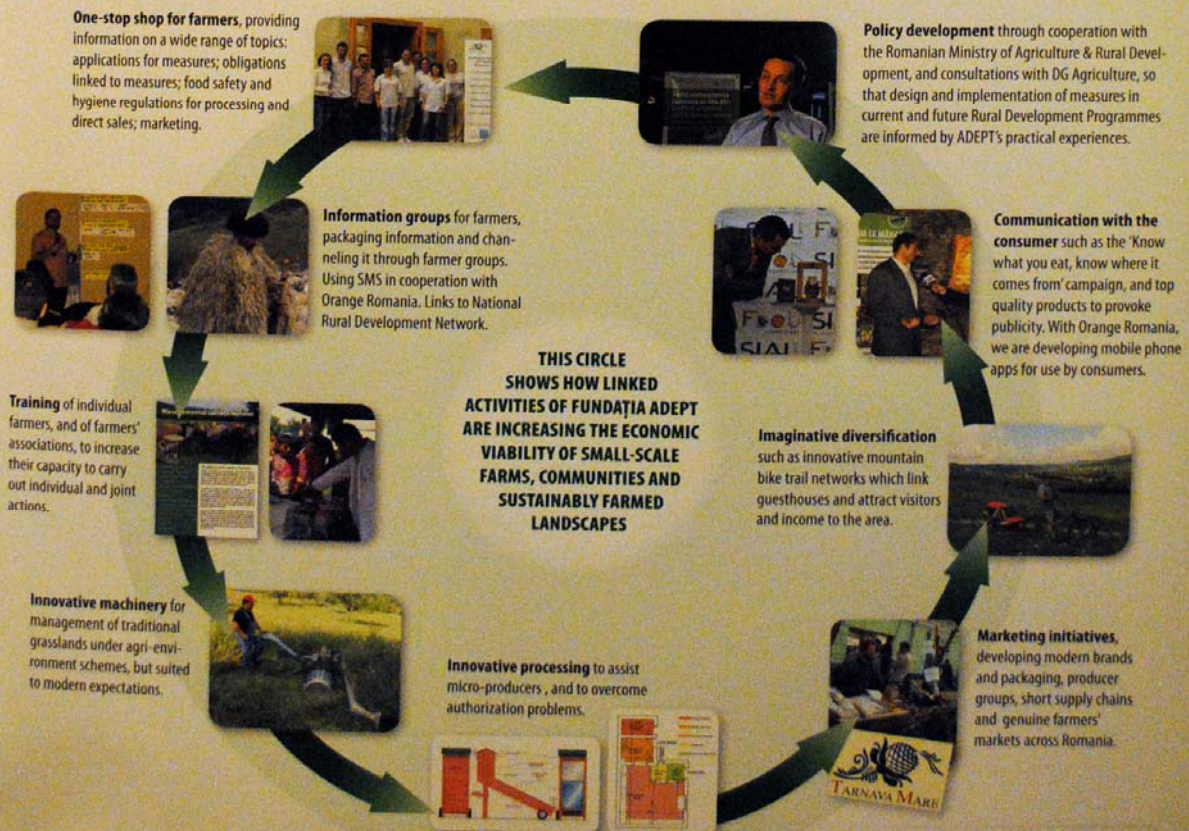 One-stop shop for farmers, providing
information on a wide range of topics:
applications for measures; obligations
linked to measures; food safety and
hygiene regulations for processing and
direct sales; marketing.
Policy development through cooperation with
the Romanian Ministry of Agriculture & Rural Devel-
opment, and consultations with DG Agriculture, so
that design and implementation of measures in
current and future Rural Development Programmes
are informed by ADEPT's practical experiences.
Information groups for farmers,
packaging information and chan-
neling it through farmer groups.
Using SMS in cooperation with
Orange Romania. Links to National
Rural Development Network.
Communication with the
consumer such as the 'Know
what you eat, know where it
comes from' campaign, and top
quality products to provoke
publicity. With Orange Romania,
we are developing mobile phone
apps for use by consumers.
THIS CIRCLE
SHOWS HOW LINKED
ACTIVITIES OF FUNDAȚIA ADEPT
ARE INCREASING THE ECONOMIC
VIABILITY OF SMALL-SCALE
FARMS, COMMUNITIES AND
SUSTAINABLY FARMED
LANDSCAPES
Training of individual
farmers, and of farmers'
associations, to increase
their capacity to carry
out individual and joint
actions.
Imaginative diversification
such as innovative mountain
bike trail networks which link
guesthouses and attract visitors
and income to the area.
Innovative machinery for
management of traditional
grasslands under agri-envi-
ronment schemes, but suited
to modern expectations.
Innovative processing to assist
micro-producers , and to overcome
authorization problems.
Marketing initiatives,
developing modern brands
and packaging, producer
groups, short supply chains
and genuine farmers'
markets across Romania.
TARNAVA MARE